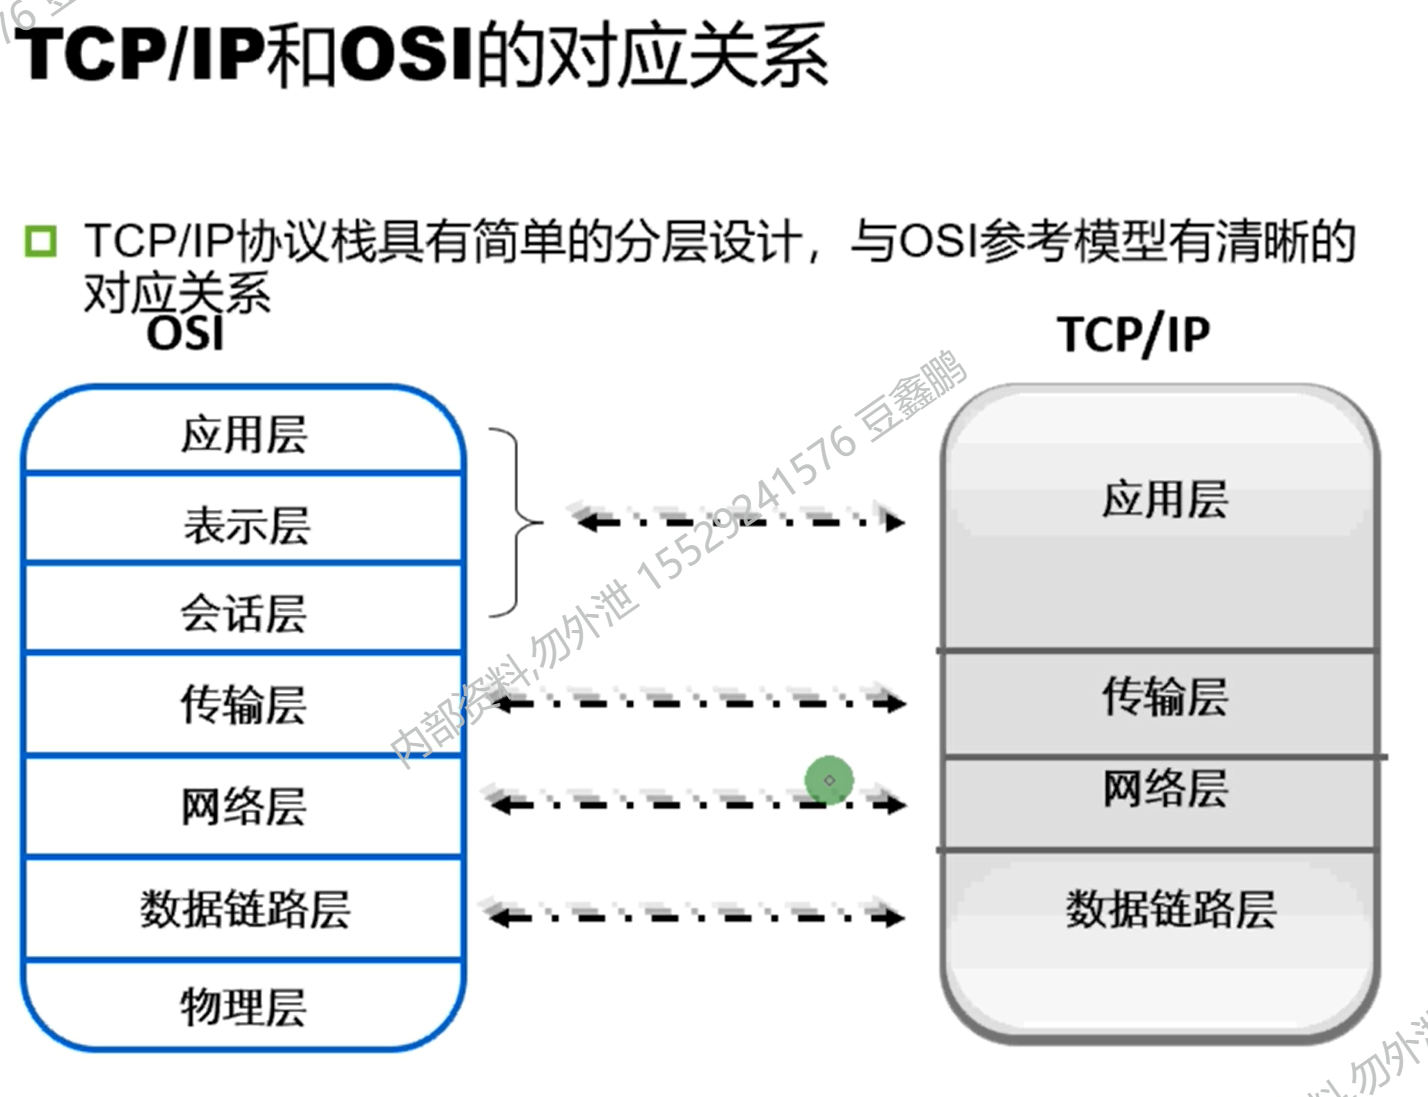 TCP/IP和OSI的对应关系
TCP/IP协议栈具有简单的分层设计，与OSI参考模型有清晰的
对应关系
OSI
TCP/IP
应用层
表示层
会话层
传输层
网络层
数据链路层
物理层
应用层
传输层
网络层
数据链路层
内部资料,勿外泄 15529241576 豆鑫鹏
勿外泄